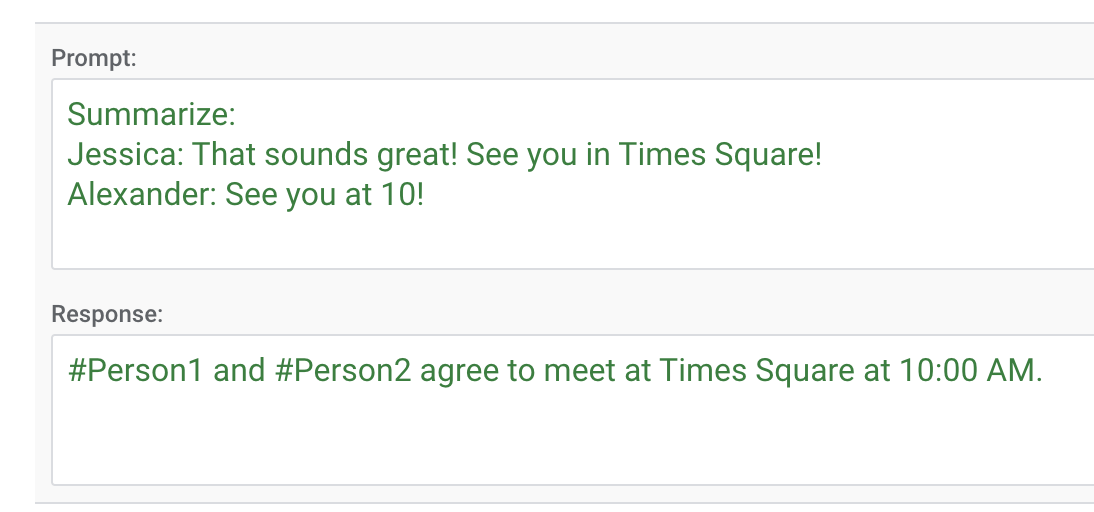 Prompt:
Summarize:
Jessica: That sounds great! See you in Times Square!
Alexander: See you at 10!
Response:
#Person1 and #Person2 agree to meet at Times Square at 10:00 AM.